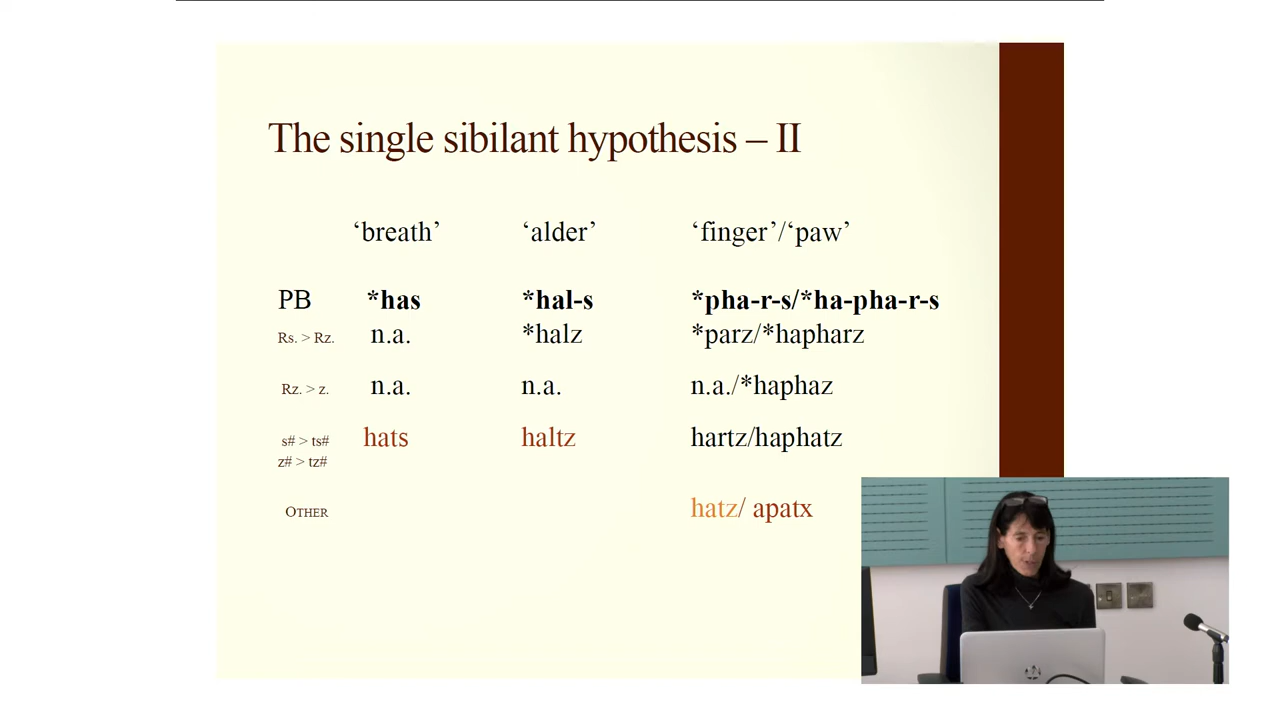 The single sibilant hypothesis – II
‘breath’ ‘alder’ ‘finger’/‘paw’
PB *has *hal-s *pha-r-s/*ha-pha-r-s
Rs. > Rz. n.a. *halz *parz/*hapharz
Rz. > z. n.a. n.a. n.a./*haphaz
s# > ts# hats haltz hartz/haphatz
z# > tz#
OTHER hatz/ apatx